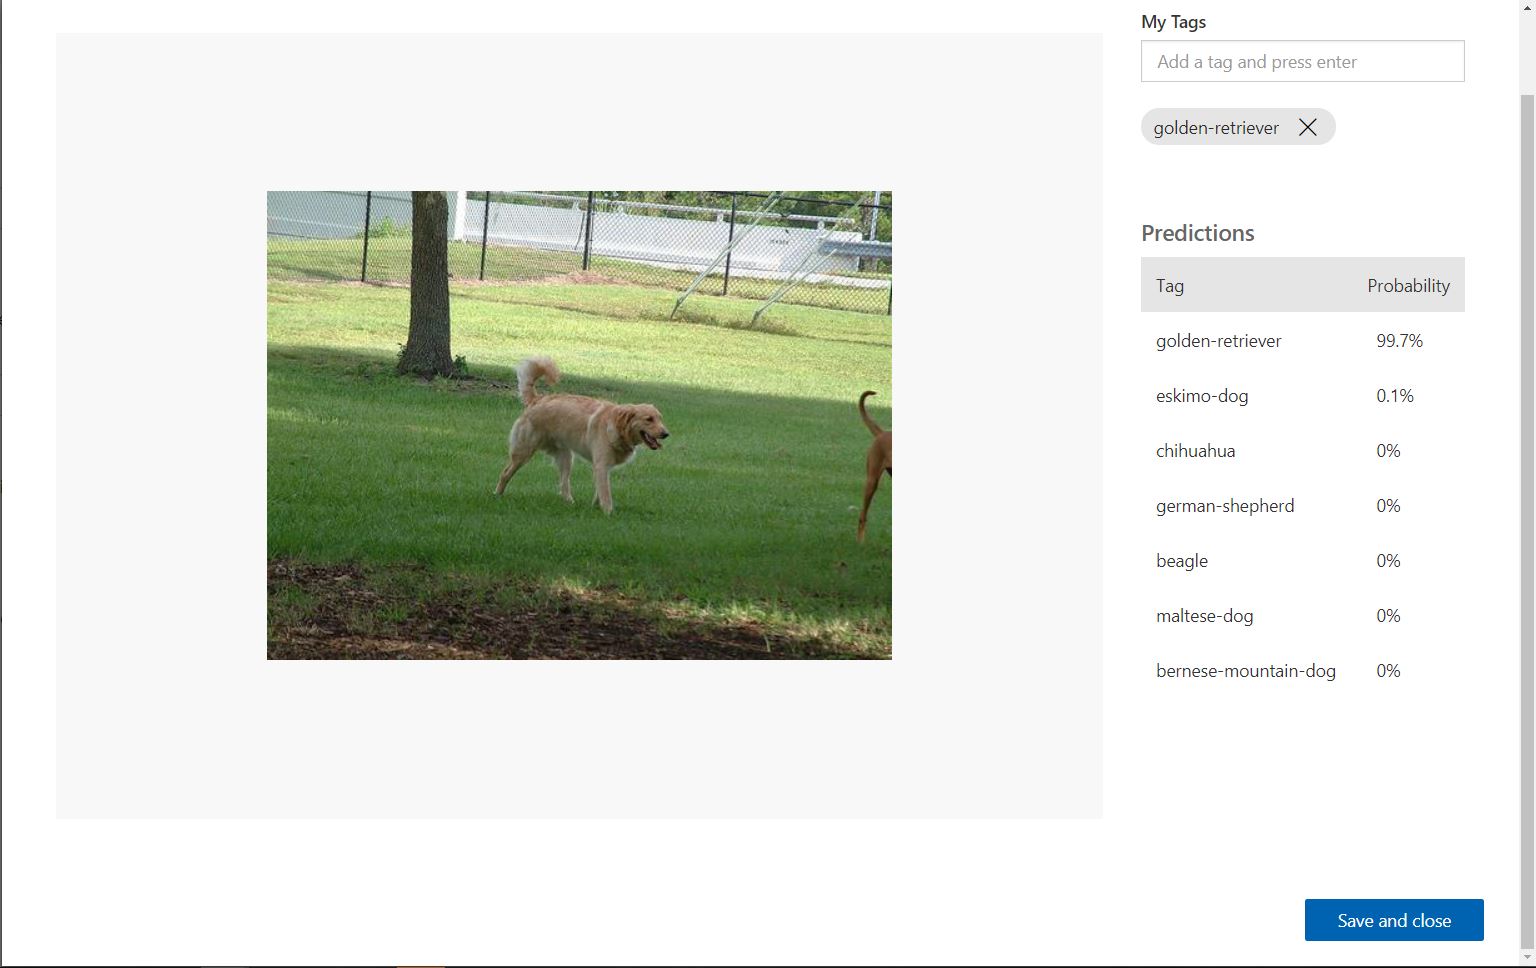 My Tags
Add a tag and press enter
golden-retriever
Predictions
Tag Probability
golden-retriever 99.7%
eskimo-dog 0.1%
chihuahua 0%
german-shepherd 0%
beagle 0%
maltese-dog 0%
bernese-mountain-dog 0%
Save and close